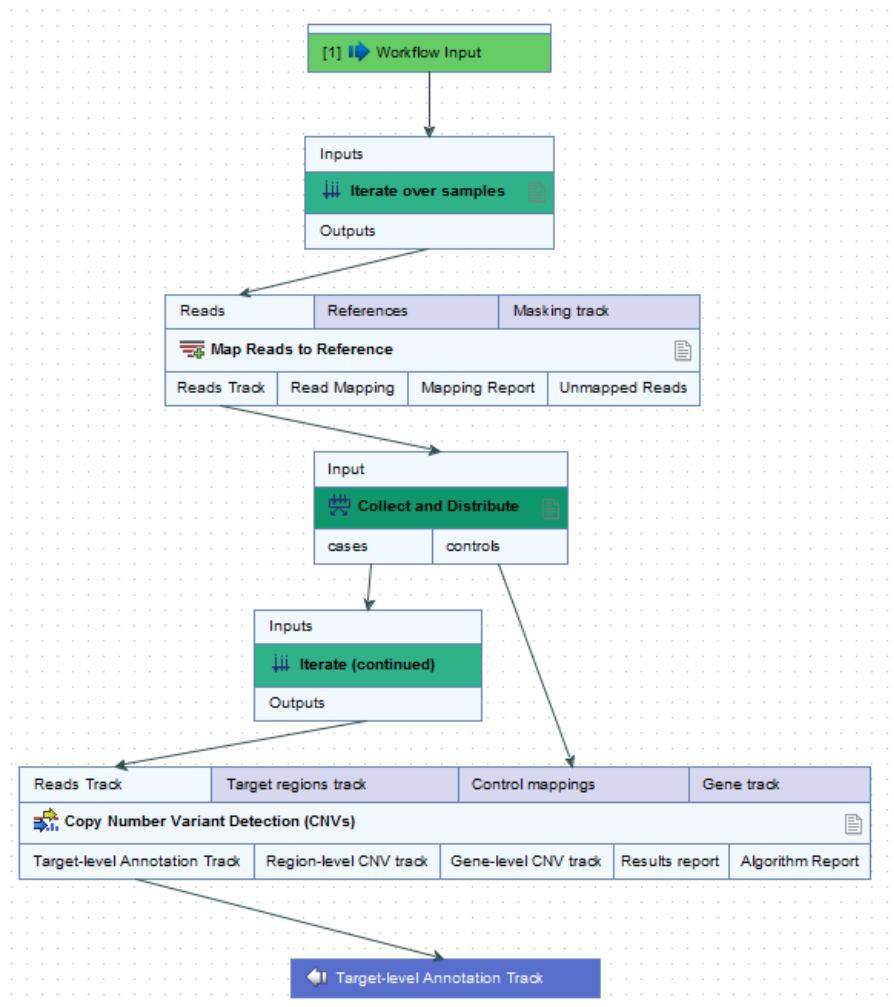 [1] Workflow Input
Inputs
Iterate over samples
Outputs
Reads References Masking track
Map Reads to Reference
Reads Track Read Mapping Mapping Report Unmapped Reads
Input
Collect and Distribute
cases controls
Inputs
Iterate (continued)
Outputs
Reads Track Target regions track Control mappings Gene track
Copy Number Variant Detection (CNVs)
Target-level Annotation Track Region-level CNV track Gene-level CNV track Results report Algorithm Report
Target-level Annotation Track